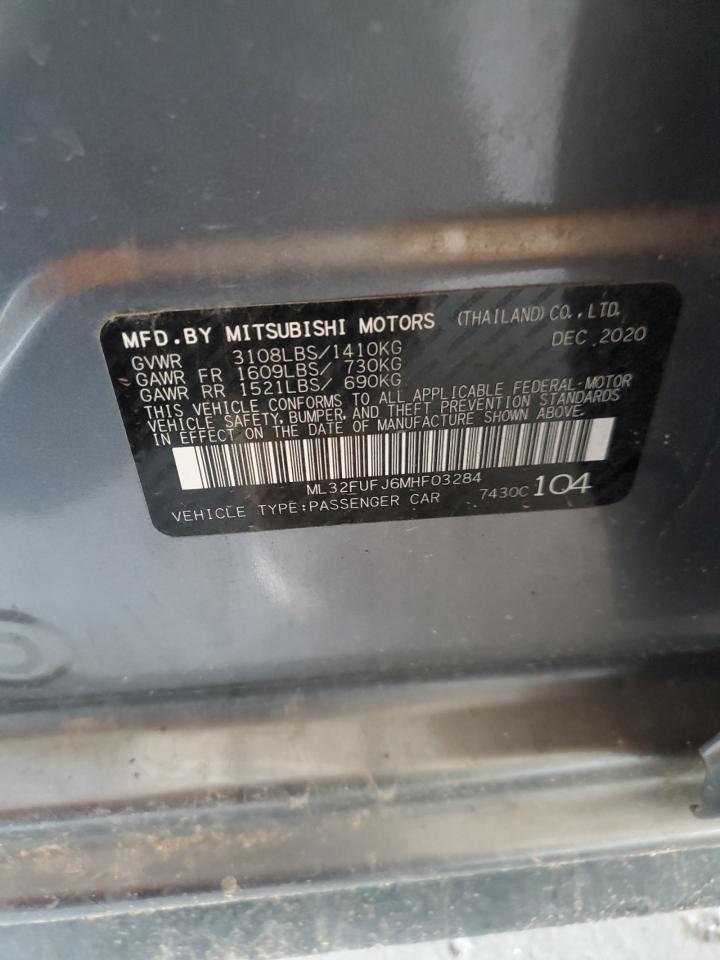 MFD.BY MITSUBISHI MOTORS (THAILAND)CO.,LTD.
DEC 2020
GVWR 3108LBS/1410KG
GAWR FR 1609LBS/ 730KG
GAWR RR 1521LBS/ 690KG
THIS VEHICLE CONFORMS TO ALL APPLICABLE FEDERAL-MOTOR
VEHICLE SAFETY, BUMPER, AND THEFT PREVENTION STANDARDS
IN EFFECT ON THE DATE OF MANUFACTURE SHOWN ABOVE.
ML32FUFJ6MHF03284
VEHICLE TYPE:PASSENGER CAR 7430C 104